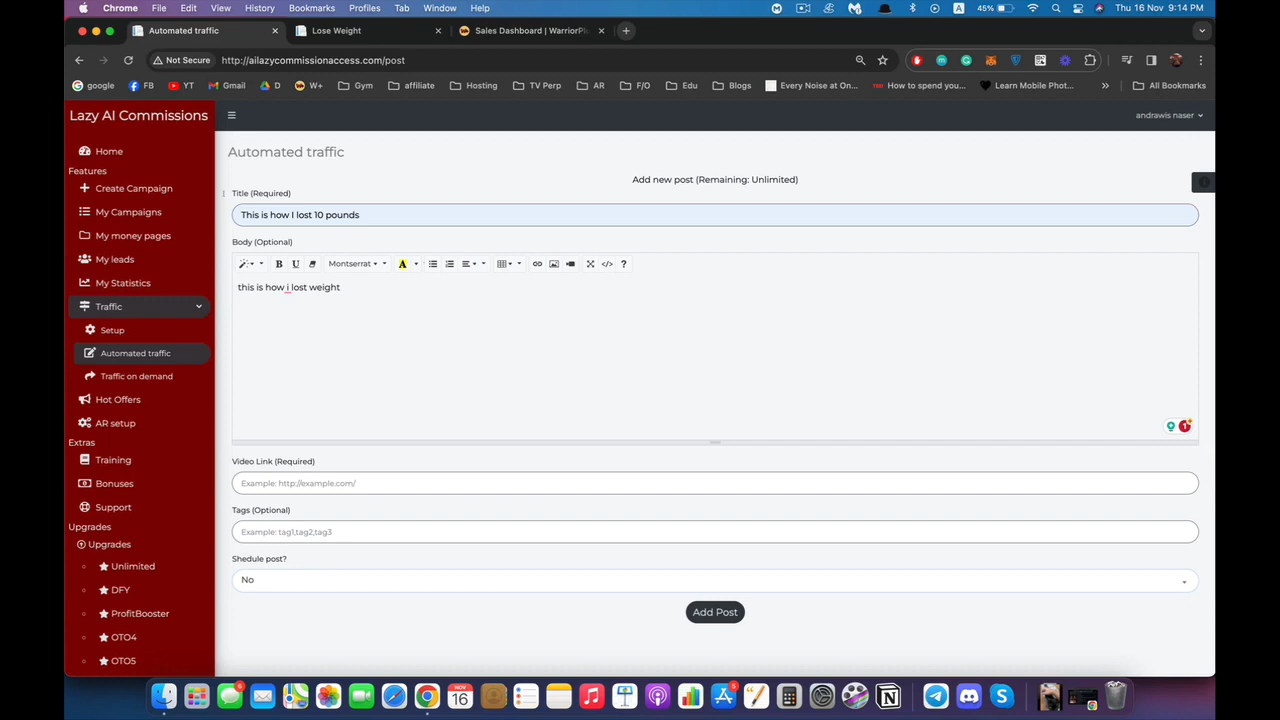 Chrome File Edit View History Bookmarks Profiles Tab Window Help A 45% Thu 16 Nov 9:14 PM
Automated traffic Lose Weight Sales Dashboard | WarriorPl
Not Secure http://ailazycommissionaccess.com/post
google FB YT Gmail D W+ Gym affiliate Hosting TV Perp AR F/O Edu Blogs Every Noise at On... How to spend you... Learn Mobile Phot... All Bookmarks
Lazy AI Commissions
andrawis naser
Home
Features
Create Campaign
My Campaigns
My money pages
My leads
My Statistics
Traffic
Setup
Automated traffic
Traffic on demand
Hot Offers
AR setup
Extras
Training
Bonuses
Support
Upgrades
Upgrades
Unlimited
DFY
ProfitBooster
OTO4
OTO5
Automated traffic
Add new post (Remaining: Unlimited)
Title (Required)
This is how I lost 10 pounds
Body (Optional)
B U Montserrat A </> ?
this is how i lost weight
1
Video Link (Required)
Example: http://example.com/
Tags (Optional)
Example: tag1,tag2,tag3
Shedule post?
No
Add Post
NOV
16